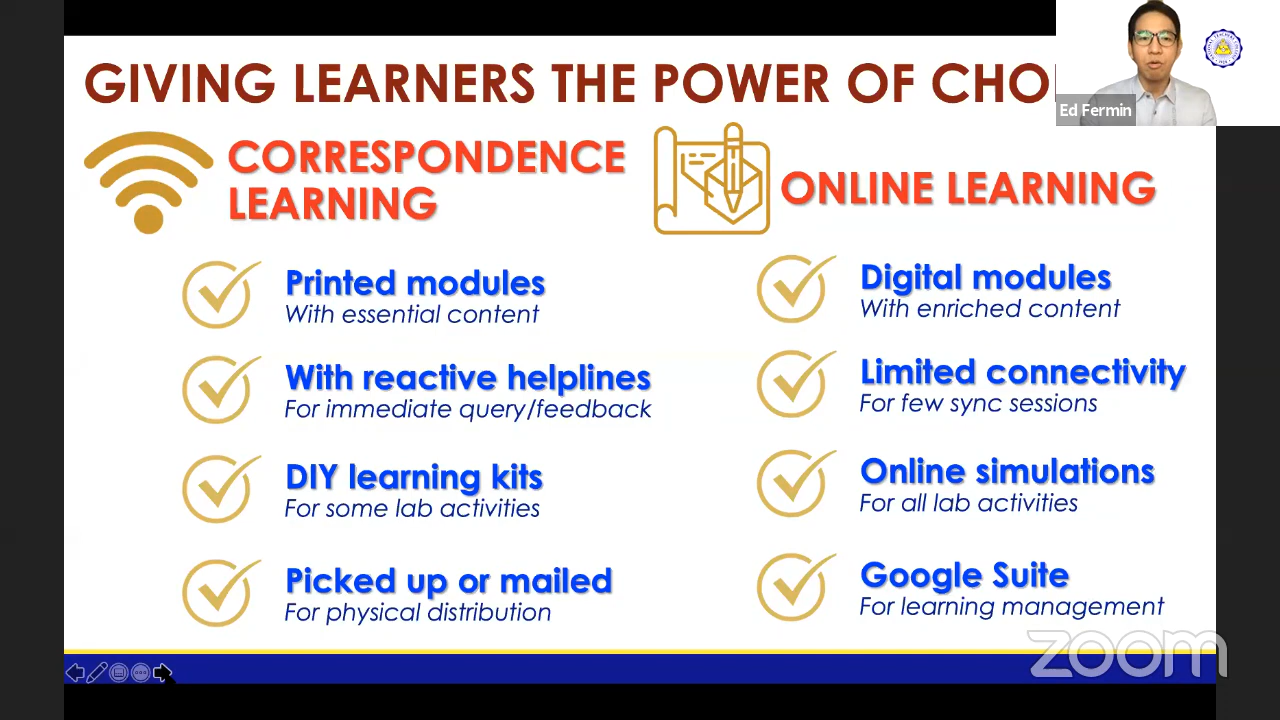 GIVING LEARNERS THE POWER OF CHO
Ed Fermin
CORRESPONDENCE
LEARNING
Printed modules
With essential content
With reactive helplines
For immediate query/feedback
DIY learning kits
For some lab activities
Picked up or mailed
For physical distribution
ONLINE LEARNING
Digital modules
With enriched content
Limited connectivity
For few sync sessions
Online simulations
For all lab activities
Google Suite
For learning management
zoom